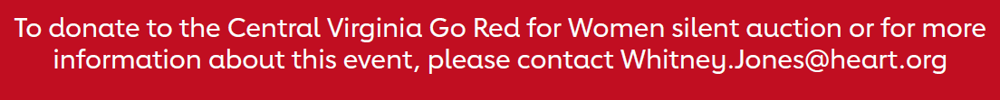 To donate to the Central Virginia Go Red for Women silent auction or for more
information about this event, please contact Whitney.Jones@heart.org